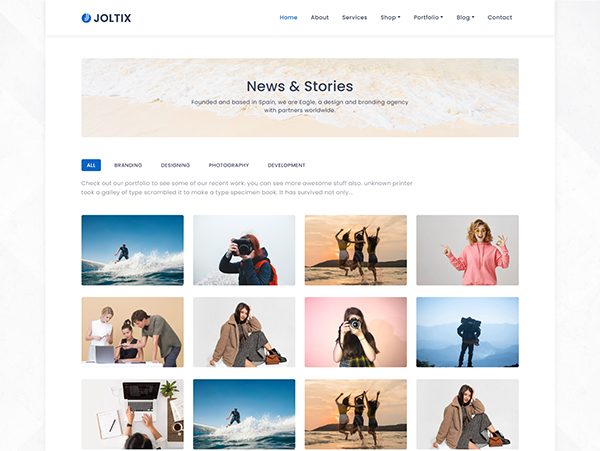 JOLTIX
Home About Services Shop Portfolio Blog Contact
News & Stories
Founded and based in Spain, we are Eagle, a design and branding agency
with partners worldwide.
ALL BRANDING DESIGNING PHOTOGRAPHY DEVELOPMENT
Check out our portfolio to see some of our recent work, you can see more awesome stuff also. unknown printer
took a galley of type scrambled it to make a type specimen book. It has survived not only...